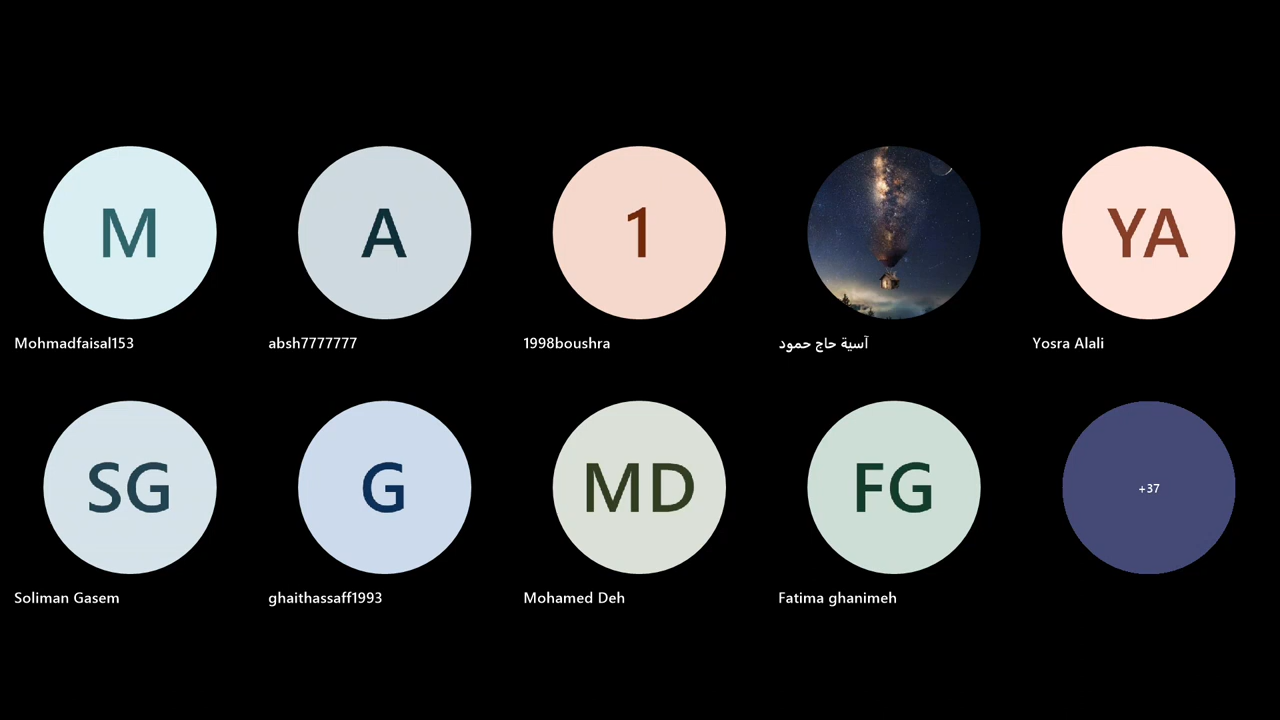 M
A
1
YA
Mohmadfaisal153
absh7777777
1998boushra
آسية حاج حمود
Yosra Alali
SG
G
MD
FG
+37
Soliman Gasem
ghaithassaff1993
Mohamed Deh
Fatima ghanimeh